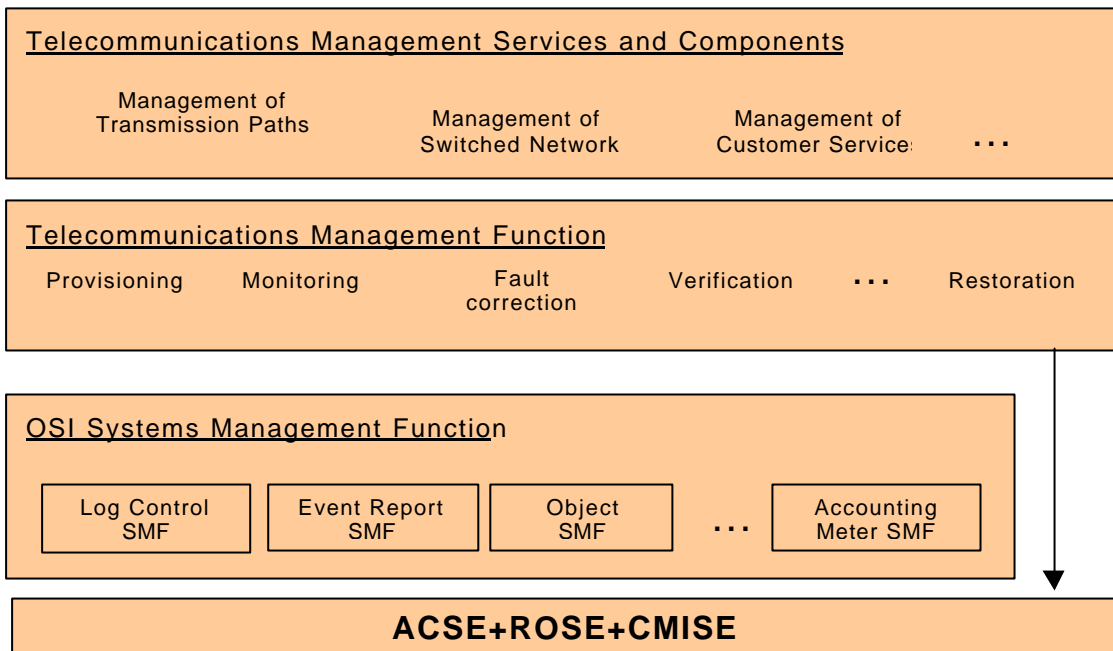 Telecommunications Management Services and Components
Management of
Transmission Paths
Management of
Switched Network
Management of
Customer Service:
...
Telecommunications Management Function
Provisioning
Monitoring
Fault
correction
Verification
...
Restoration
OSI Systems Management Function
Log Control
SMF
Event Report
SMF
Object
SMF
...
Accounting
Meter SMF
ACSE+ROSE+CMISE